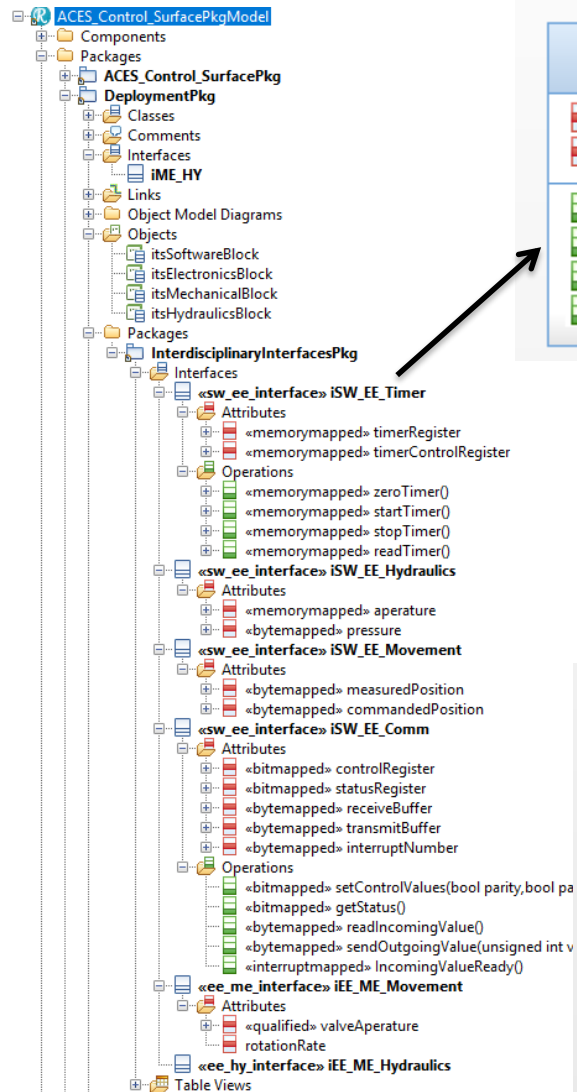 ACES_Control_SurfacePkgModel
Components
Packages
ACES_Control_SurfacePkg
DeploymentPkg
Classes
Comments
Interfaces
iME_HY
Links
Object Model Diagrams
Objects
itsSoftwareBlock
itsElectronicsBlock
itsMechanicalBlock
itsHydraulicsBlock
Packages
InterdisciplinaryInterfacesPkg
Interfaces
«sw_ee_interface» iSW_EE_Timer
Attributes
«memorymapped» timerRegister
«memorymapped» timerControlRegister
Operations
«memorymapped» zeroTimer()
«memorymapped» startTimer()
«memorymapped» stopTimer()
«memorymapped» readTimer()
«sw_ee_interface» iSW_EE_Hydraulics
Attributes
«memorymapped» aperature
«bytemapped» pressure
«sw_ee_interface» iSW_EE_Movement
Attributes
«bytemapped» measuredPosition
«bytemapped» commandedPosition
«sw_ee_interface» iSW_EE_Comm
Attributes
«bitmapped» controlRegister
«bitmapped» statusRegister
«bytemapped» receiveBuffer
«bytemapped» transmitBuffer
«bytemapped» interruptNumber
Operations
«bitmapped» setControlValues(bool parity,bool pa
«bitmapped» getStatus()
«bytemapped» readIncomingValue()
«bytemapped» sendOutgoingValue(unsigned int v
«interruptmapped» IncomingValueReady()
«ee_me_interface» iEE_ME_Movement
Attributes
«qualified» valveAperature
rotationRate
«ee_hy_interface» iEE_ME_Hydraulics
Table Views